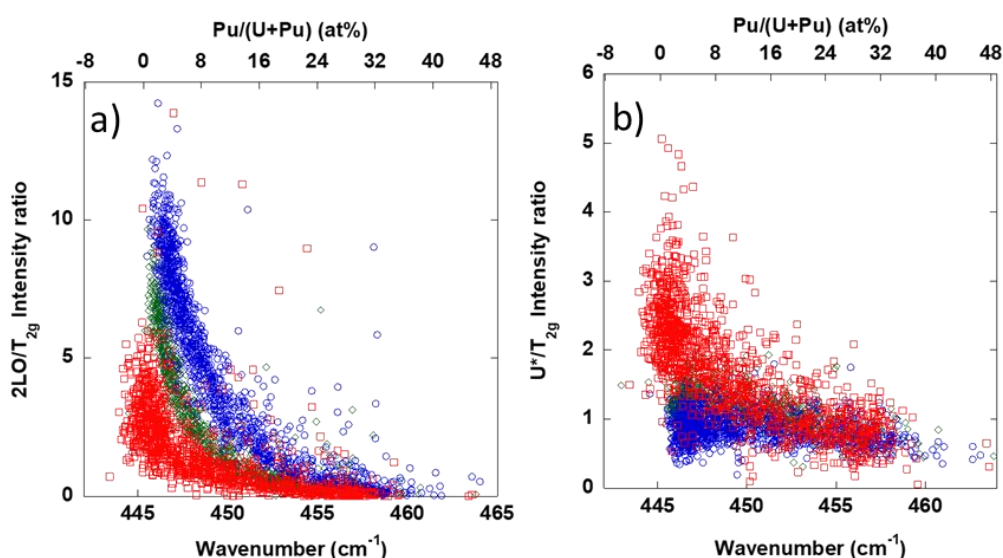 Pu/(U+Pu) (at%)
-8 0 8 16 24 32 40 48
a)
15
10
5
0
2LO/T2g Intensity ratio
445 450 455 460 465
Wavenumber (cm-1)
Pu/(U+Pu) (at%)
-8 0 8 16 24 32 40 48
b)
6
5
4
3
2
1
0
U*/T2g Intensity ratio
445 450 455 460
Wavenumber (cm-1)